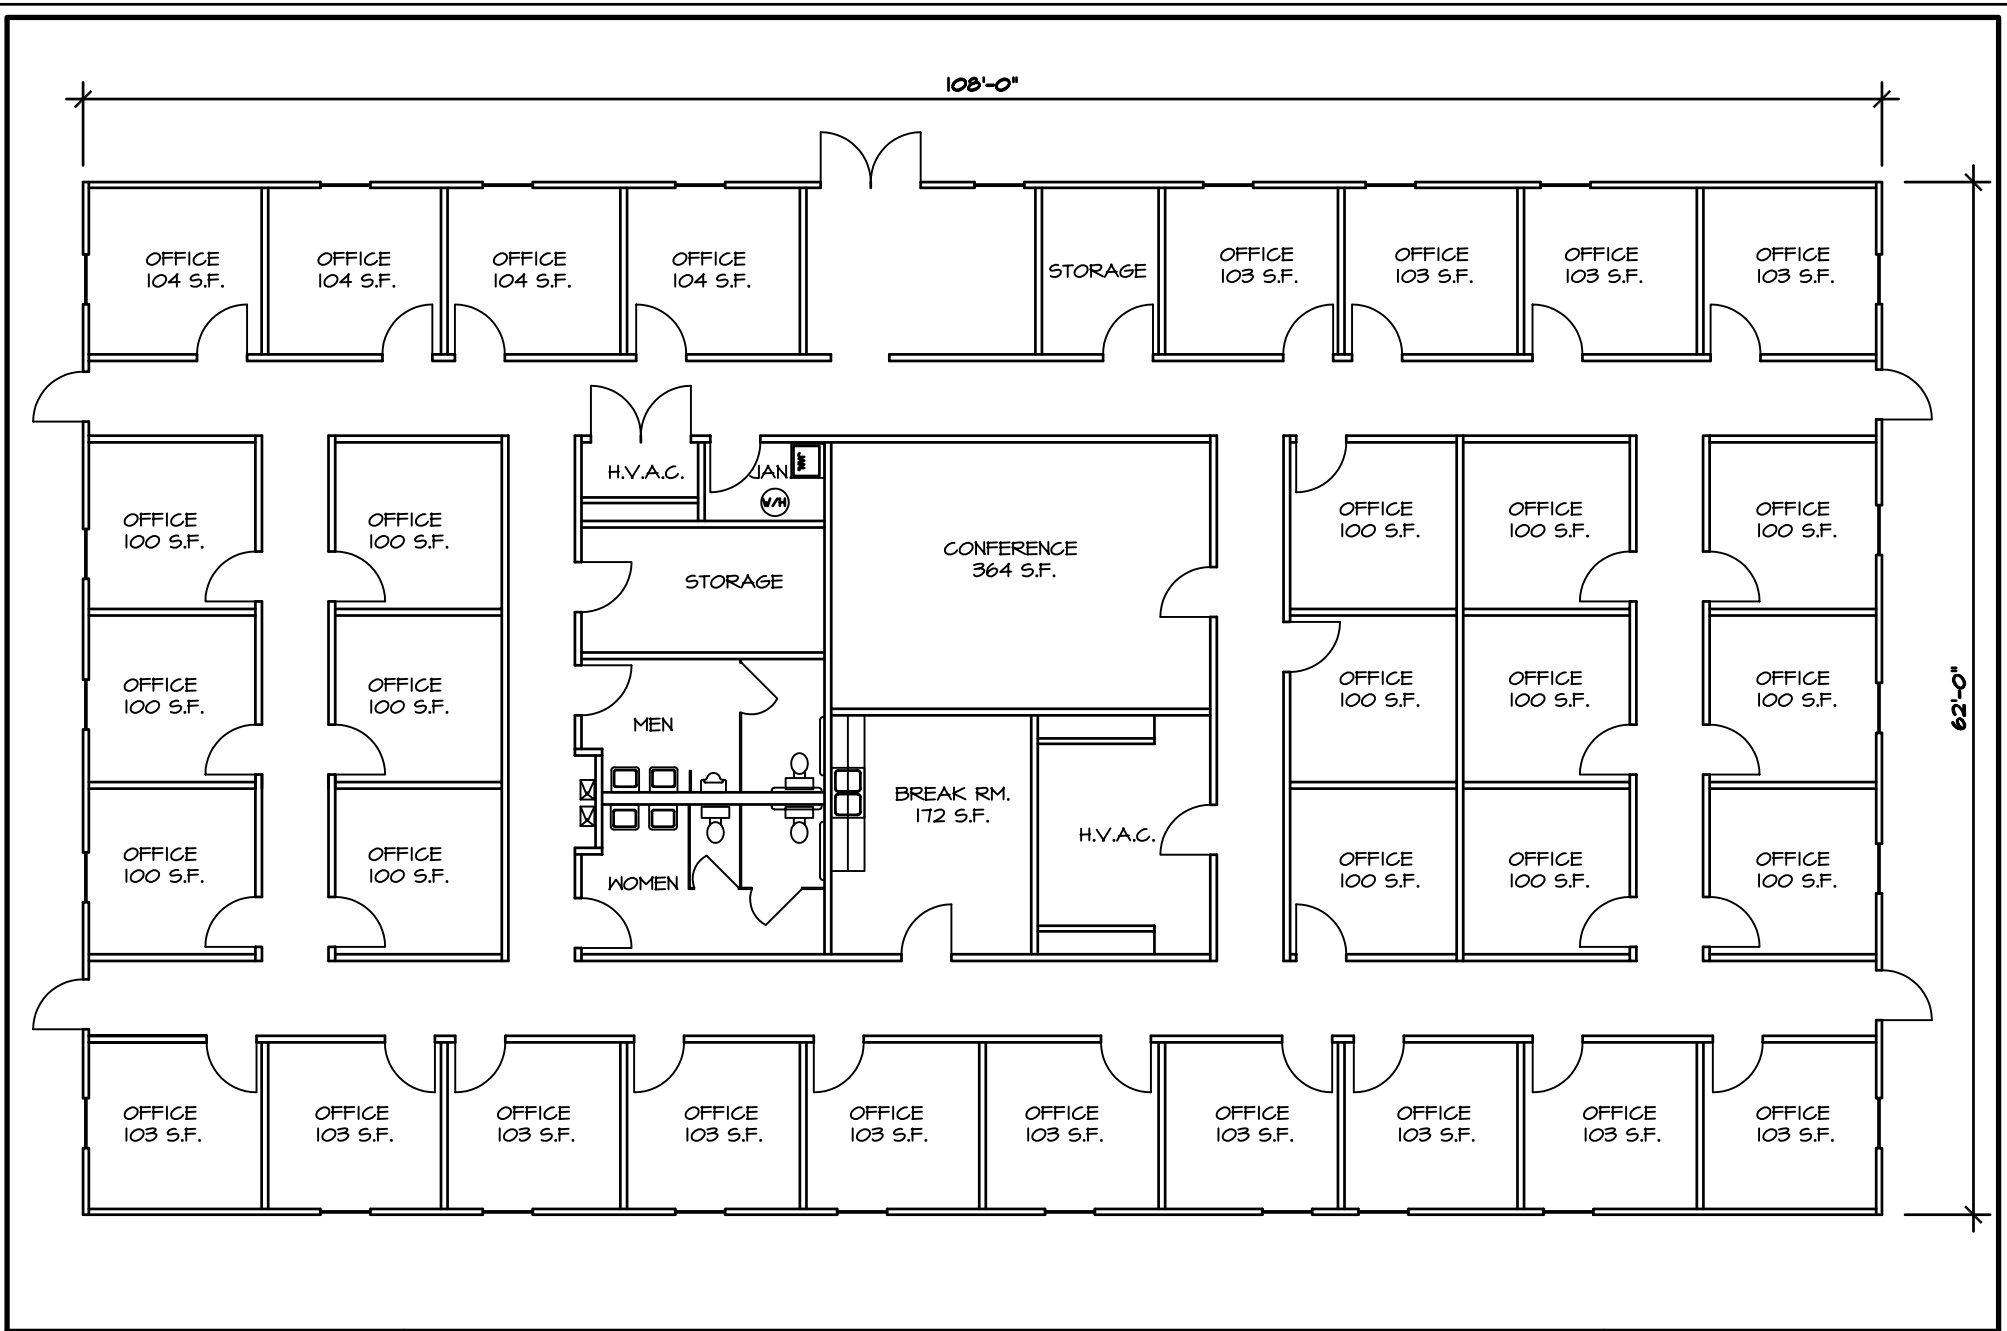 108'-0"
OFFICE
104 S.F.
OFFICE
104 S.F.
OFFICE
104 S.F.
OFFICE
104 S.F.
STORAGE
OFFICE
103 S.F.
OFFICE
103 S.F.
OFFICE
103 S.F.
OFFICE
103 S.F.
H.V.A.C.
JAN.
JAN.
W/H
OFFICE
100 S.F.
OFFICE
100 S.F.
STORAGE
CONFERENCE
364 S.F.
OFFICE
100 S.F.
OFFICE
100 S.F.
OFFICE
100 S.F.
OFFICE
100 S.F.
OFFICE
100 S.F.
MEN
OFFICE
100 S.F.
OFFICE
100 S.F.
OFFICE
100 S.F.
62'-0"
BREAK RM.
172 S.F.
H.V.A.C.
OFFICE
100 S.F.
OFFICE
100 S.F.
WOMEN
OFFICE
100 S.F.
OFFICE
100 S.F.
OFFICE
100 S.F.
OFFICE
103 S.F.
OFFICE
103 S.F.
OFFICE
103 S.F.
OFFICE
103 S.F.
OFFICE
103 S.F.
OFFICE
103 S.F.
OFFICE
103 S.F.
OFFICE
103 S.F.
OFFICE
103 S.F.
OFFICE
103 S.F.